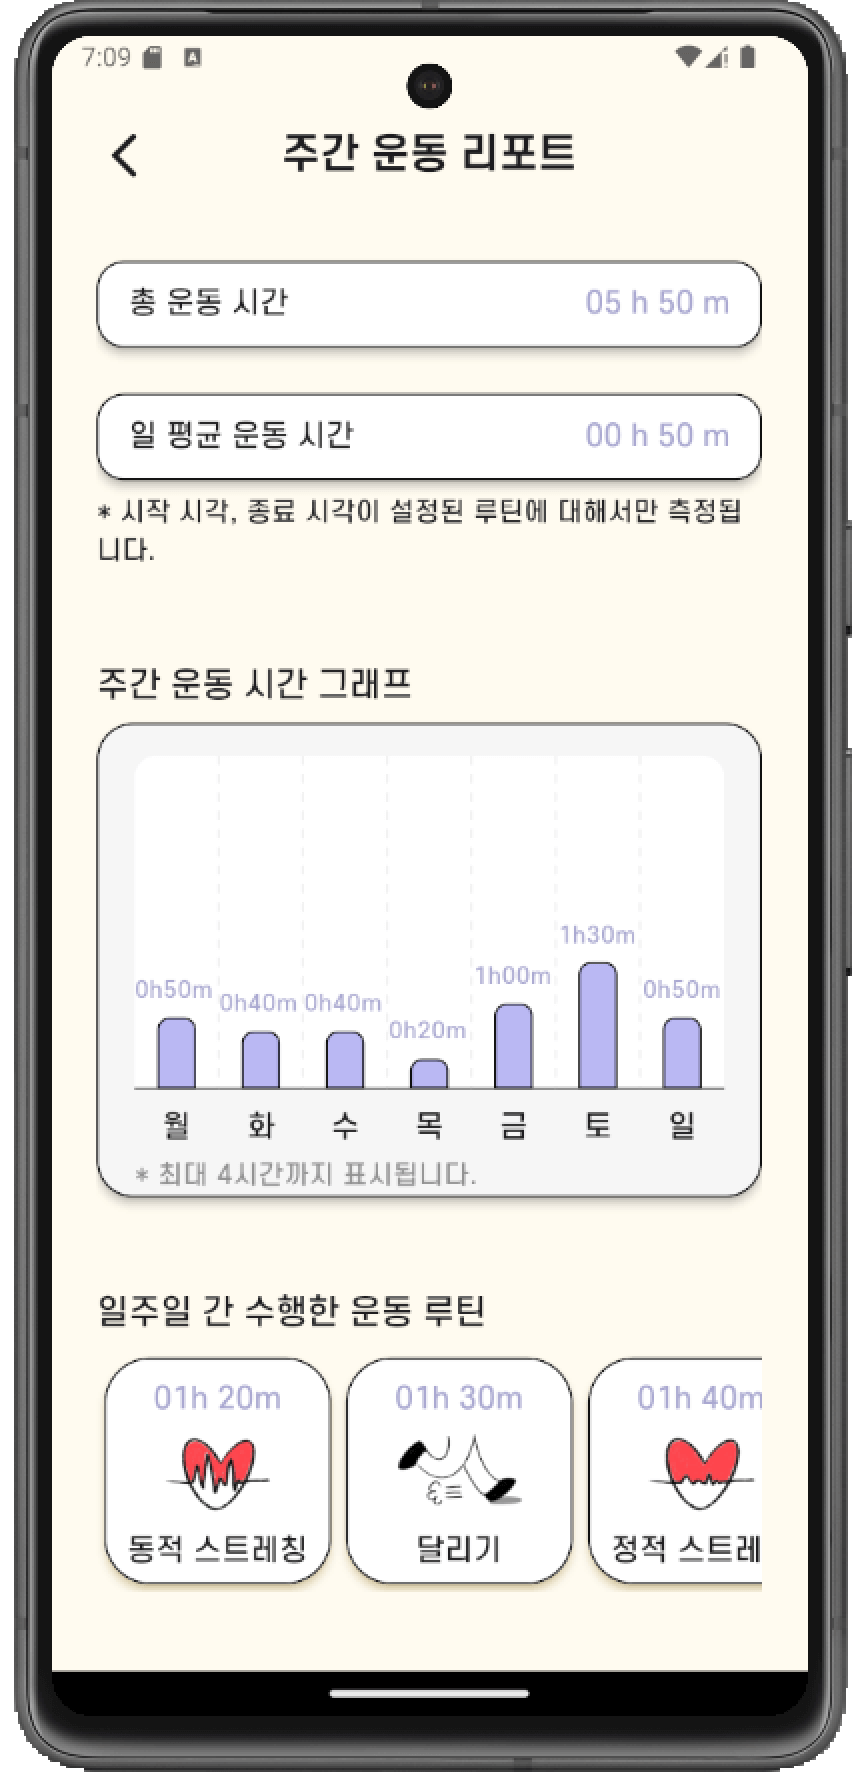 7:09
주간 운동 리포트
총 운동 시간 05 h 50 m
일 평균 운동 시간 00 h 50 m
* 시작 시각, 종료 시각이 설정된 루틴에 대해서만 측정됩
니다.
주간 운동 시간 그래프
1h30m
1h00m
0h50m 0h40m 0h40m 0h20m 0h50m
월 화 수 목 금 토 일
* 최대 4시간까지 표시됩니다.
일주일 간 수행한 운동 루틴
01h 20m 01h 30m 01h 40m
동적 스트레칭 달리기 정적 스트레